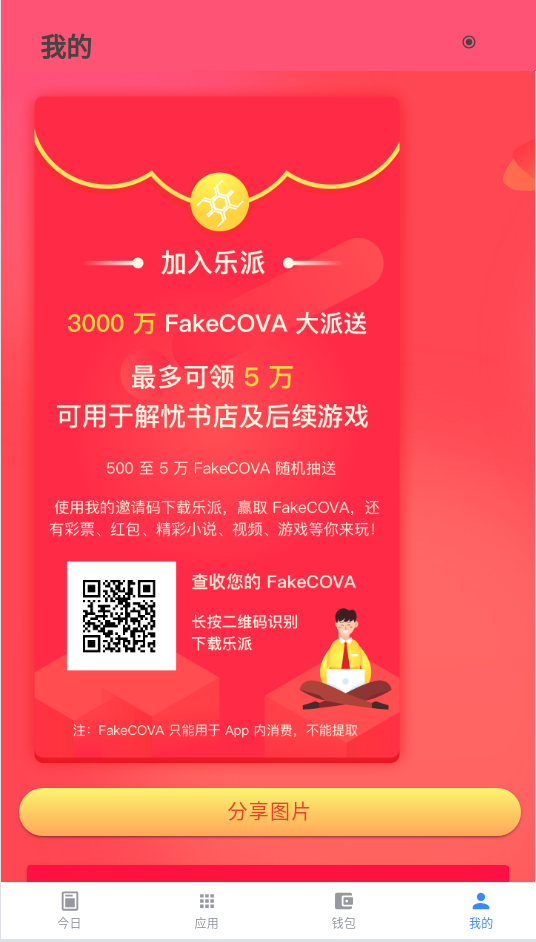 我的
加入乐派
3000 万 FakeCOVA 大派送
最多可领 5 万
可用于解忧书店及后续游戏
500 至 5 万 FakeCOVA 随机抽送
使用我的邀请码下载乐派，赢取 FakeCOVA，还
有彩票、红包、精彩小说、视频、游戏等你来玩！
查收您的 FakeCOVA
长按二维码识别
下载乐派
注：FakeCOVA 只能用于 App 内消费，不能提取
分享图片
今日
应用
钱包
我的